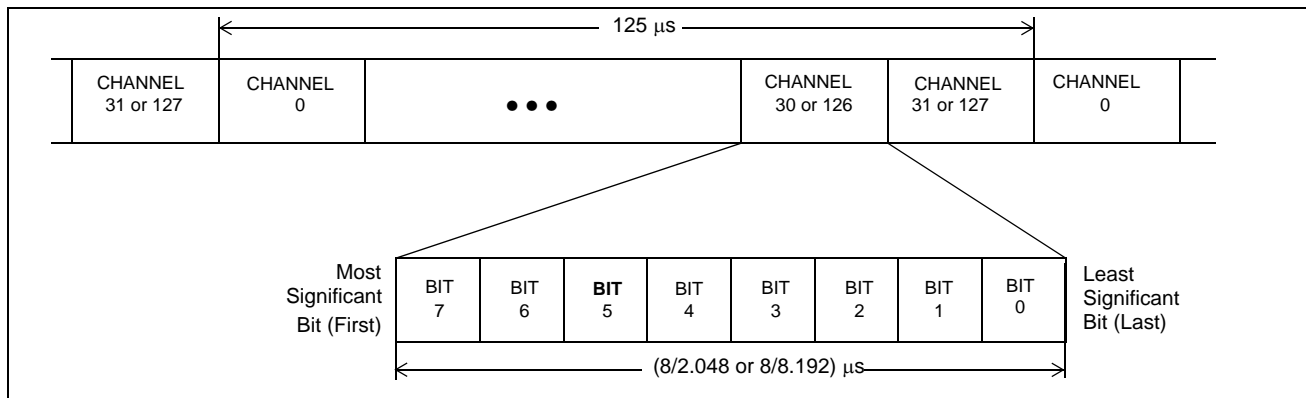 125 µs
CHANNEL
31 or 127
CHANNEL
0
● ● ●
CHANNEL
30 or 126
CHANNEL
31 or 127
CHANNEL
0
Most
Significant
Bit (First)
BIT
7
BIT
6
BIT
5
BIT
4
BIT
3
BIT
2
BIT
1
BIT
0
Least
Significant
Bit (Last)
(8/2.048 or 8/8.192) µs